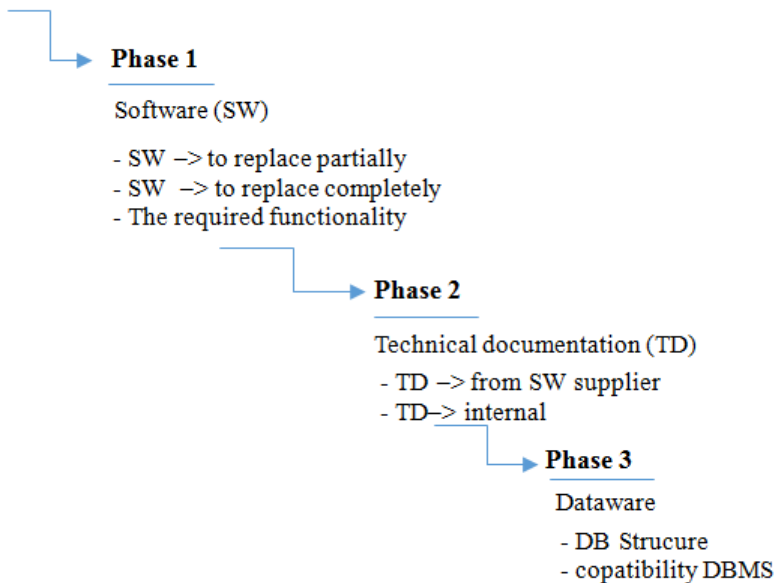 Phase 1
Software (SW)
- SW –> to replace partially
- SW –> to replace completely
- The required functionality
Phase 2
Technical documentation (TD)
- TD –> from SW supplier
- TD–> internal
Phase 3
Dataware
- DB Strucure
- copatibility DBMS